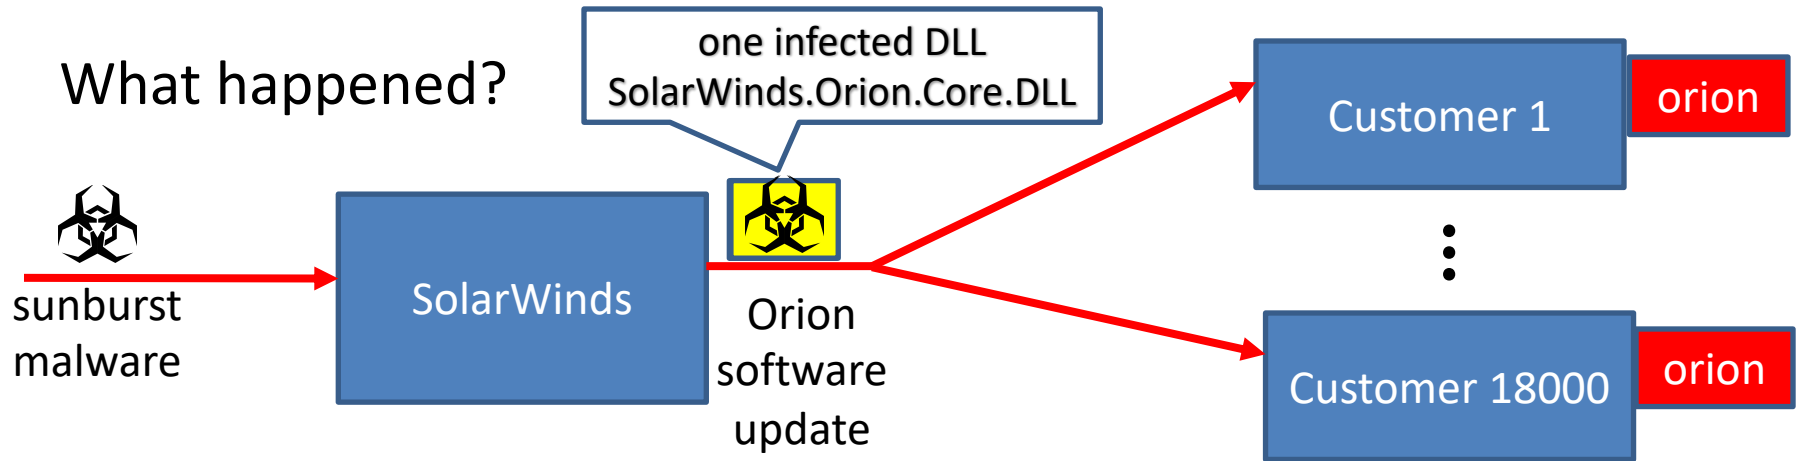 What happened?
one infected DLL
SolarWinds.Orion.Core.DLL
sunburst
malware
SolarWinds
Orion
software
update
Customer 1
orion
Customer 18000
orion